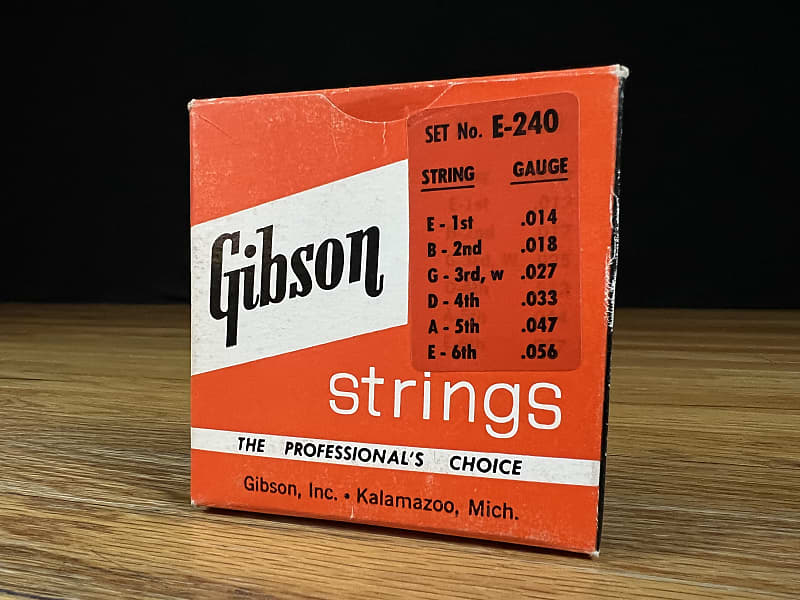 SET No. E-240
STRING GAUGE
E - 1st .014
B - 2nd .018
G - 3rd, w .027
D - 4th .033
A - 5th .047
E - 6th .056
Gibson
strings
THE PROFESSIONAL'S CHOICE
Gibson, Inc. • Kalamazoo, Mich.